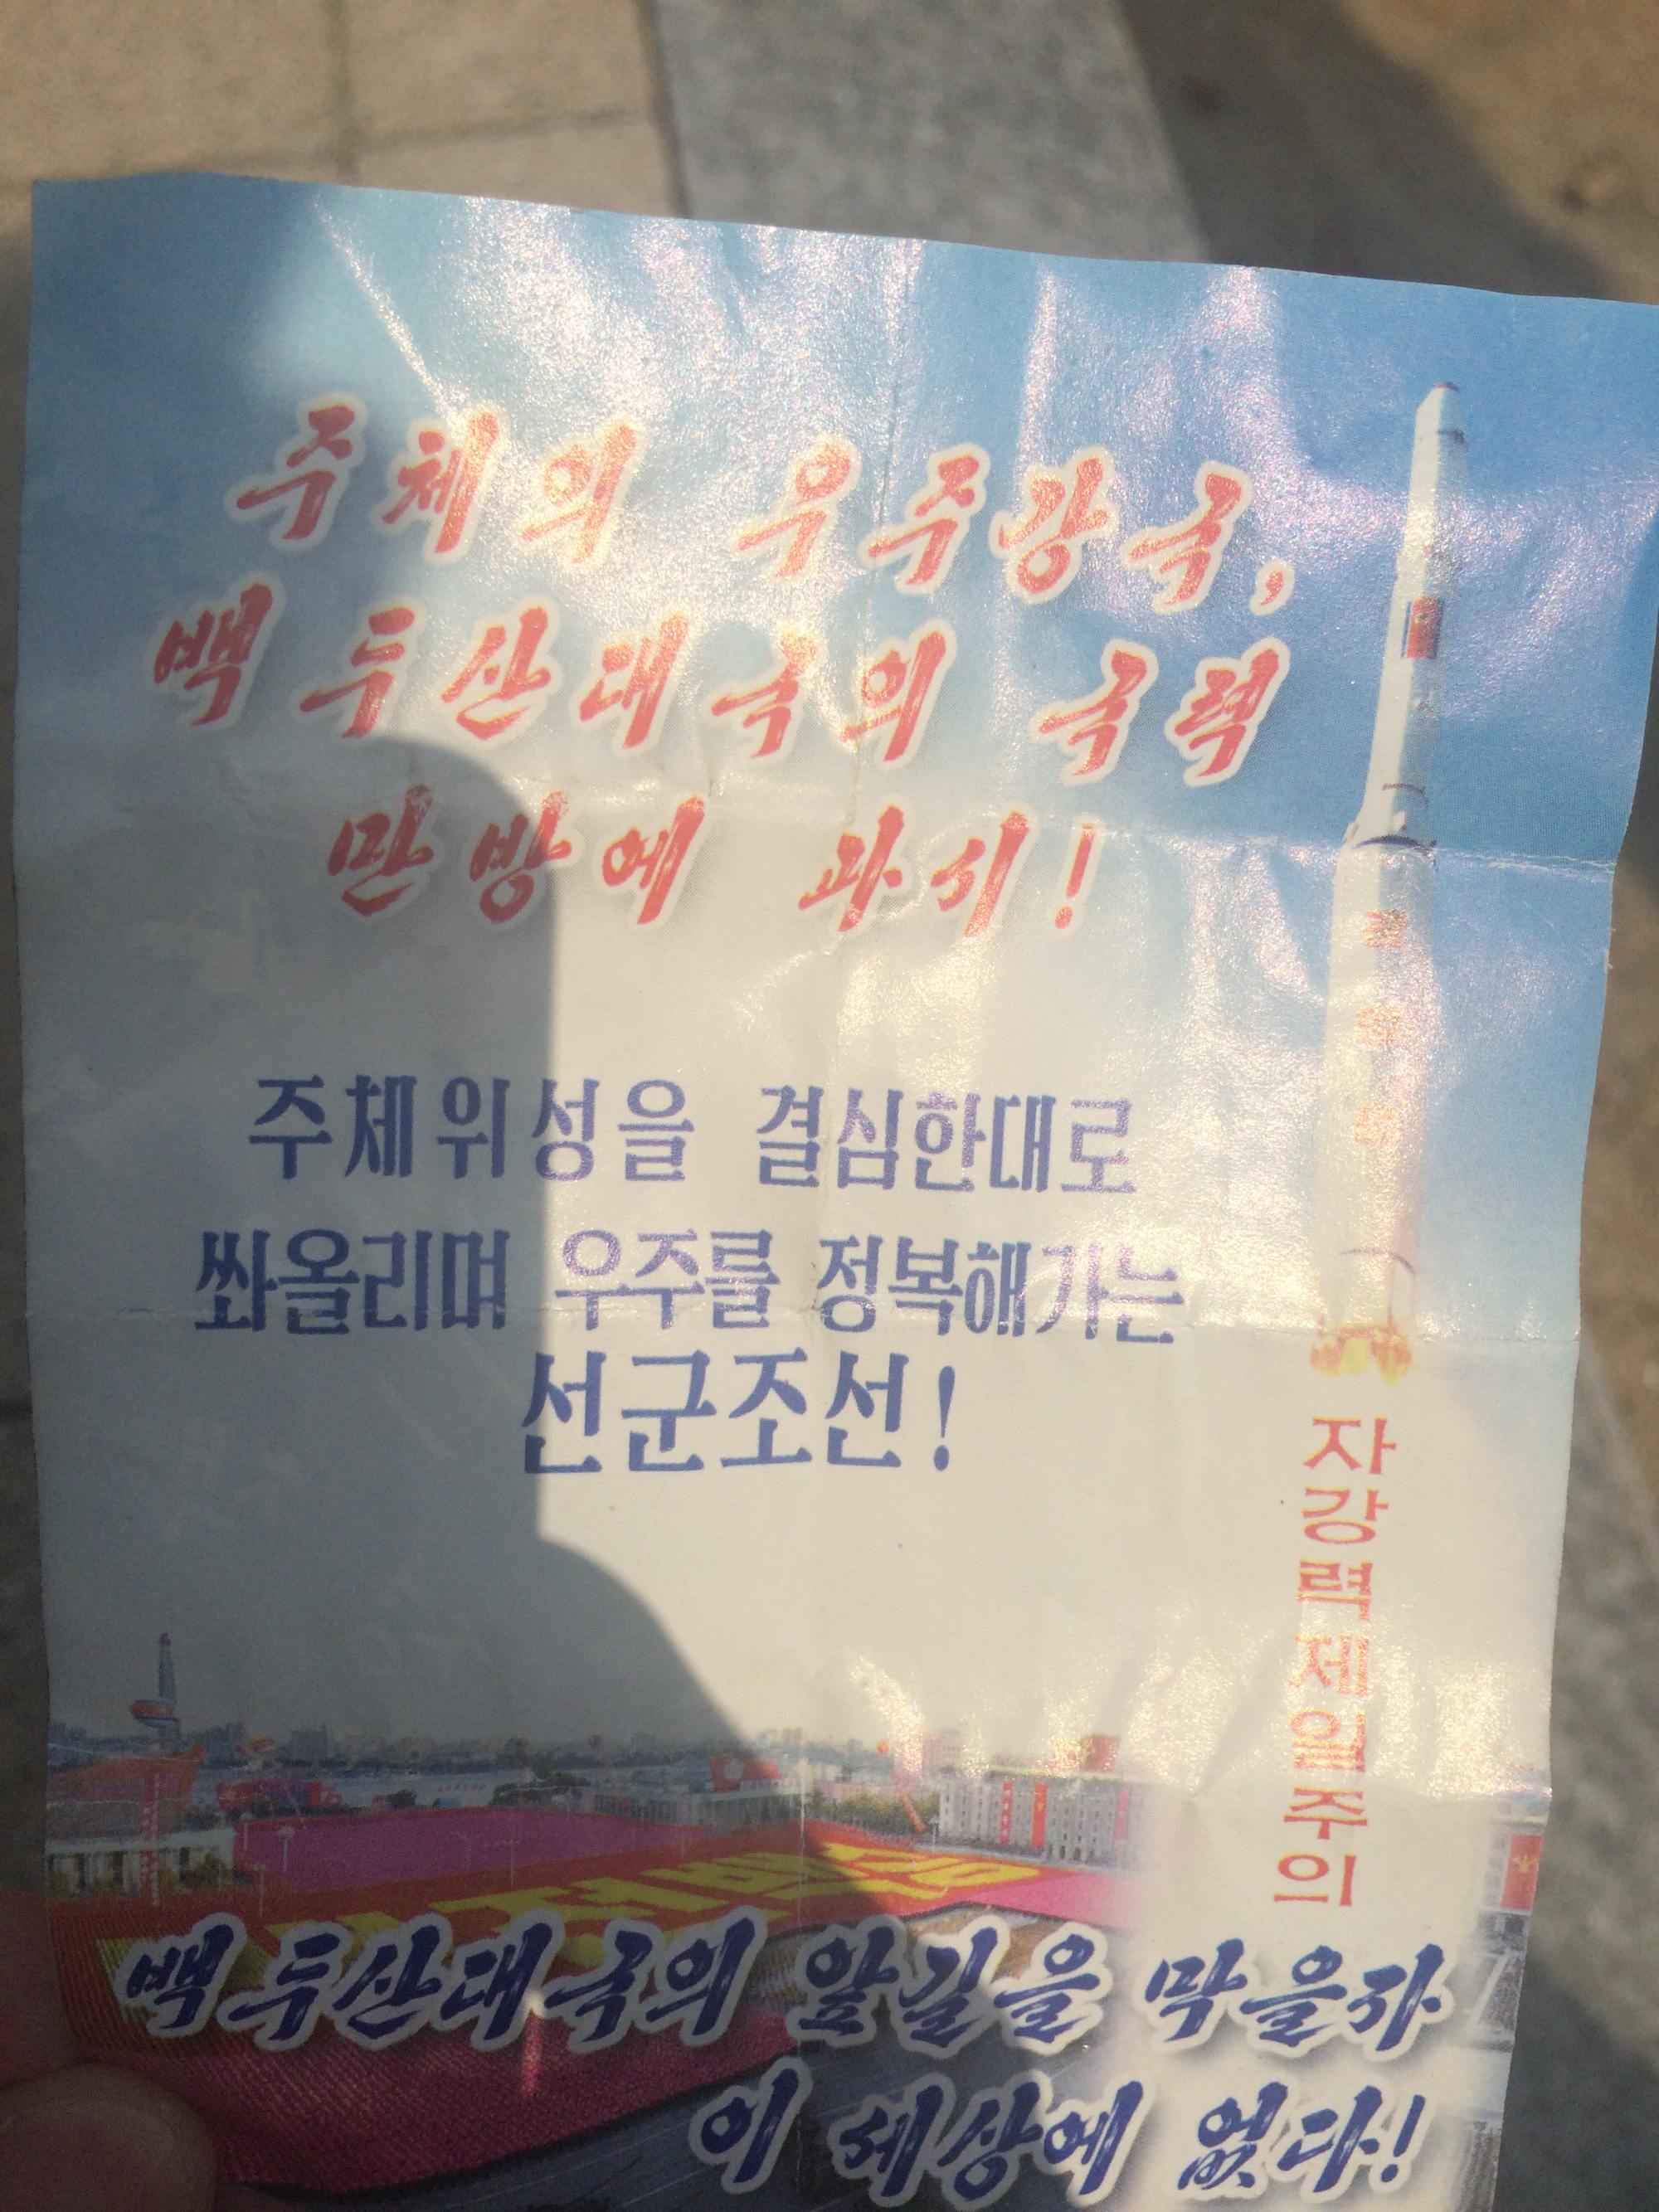 주체의 우주강국,
백두산대국의 국력
만방에 과시!
주체위성을 결심한대로
쏴올리며 우주를 정복해가는
선군조선!
자강력제일주의
백두산대국의 앞길을 막을자
이 세상에 없다!